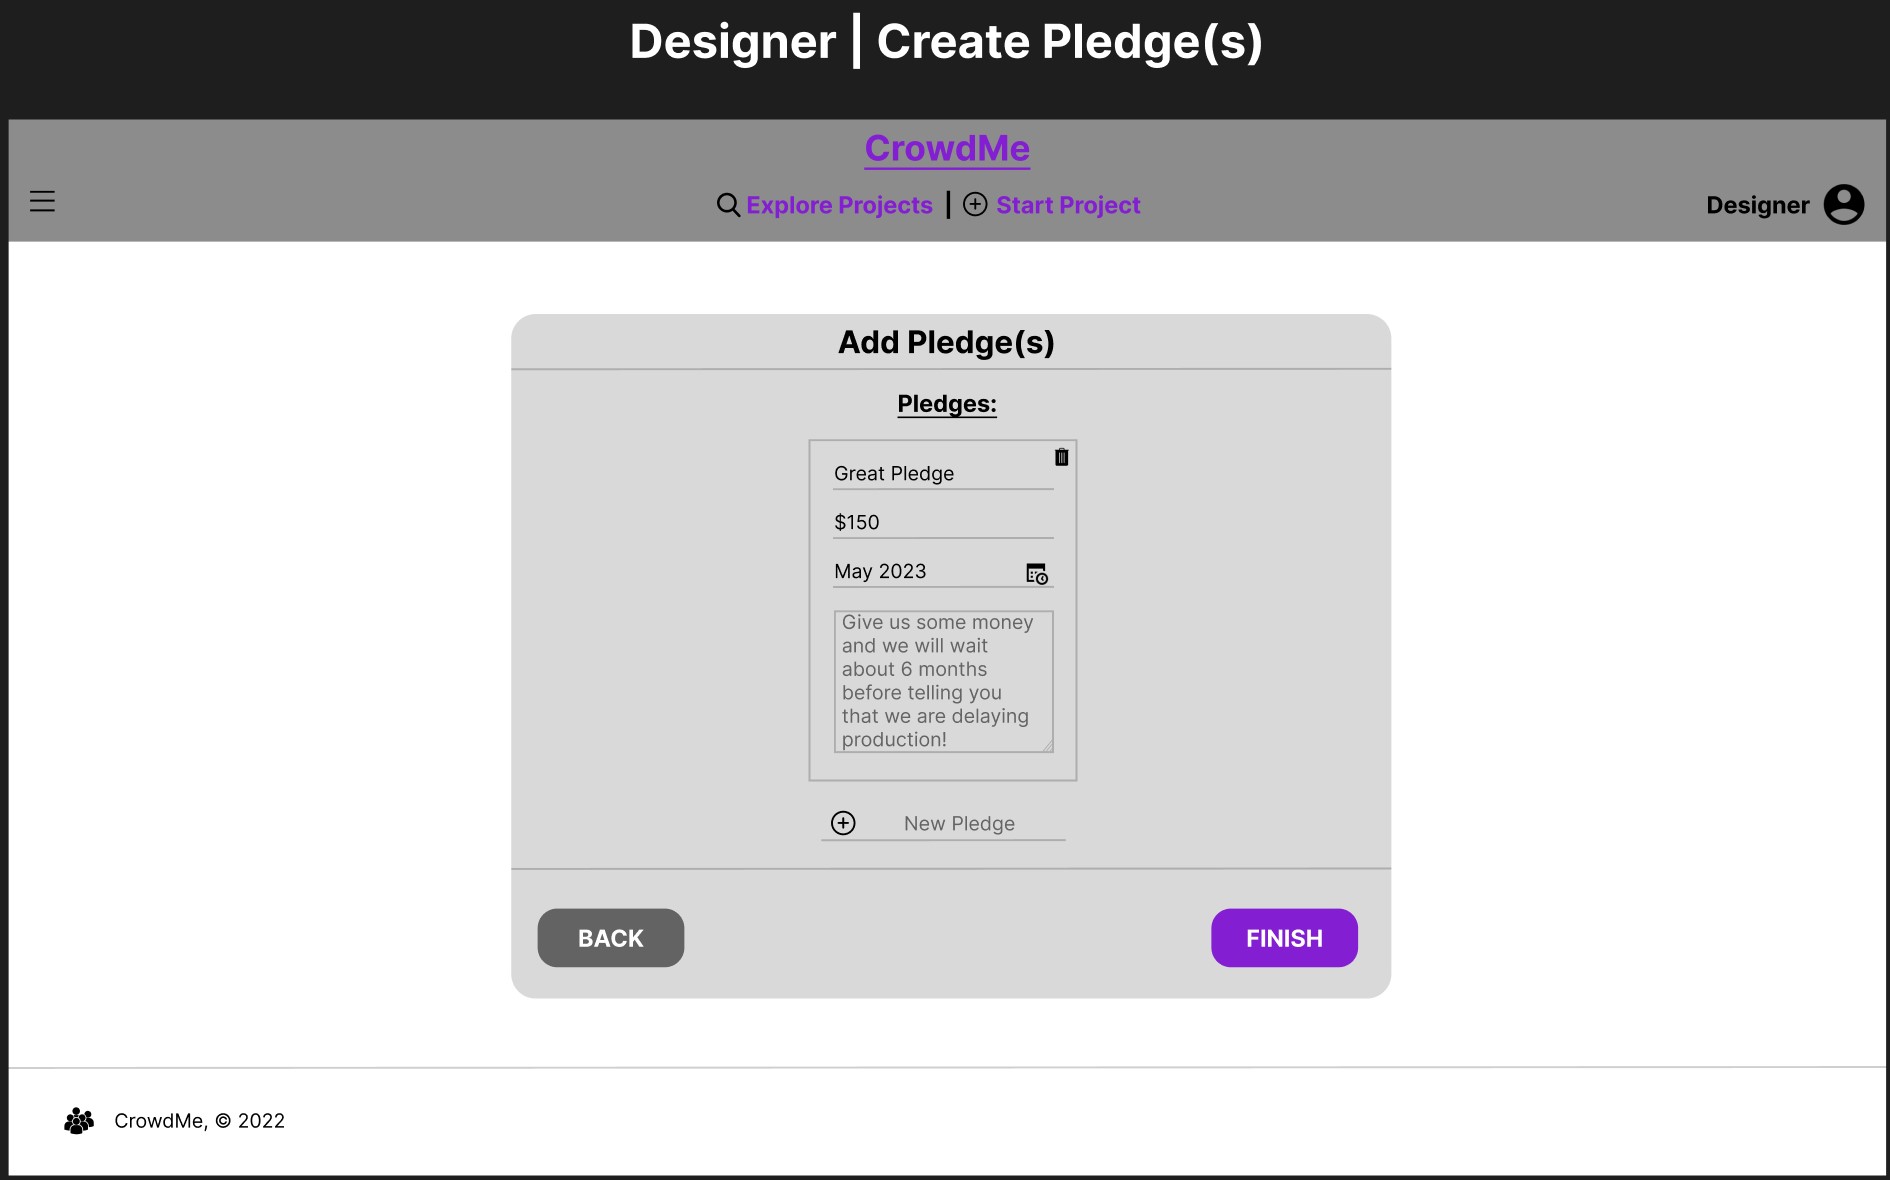 Designer | Create Pledge(s)
CrowdMe
Explore Projects | Start Project
Designer
Add Pledge(s)
Pledges:
Great Pledge
$150
May 2023
Give us some money
and we will wait
about 6 months
before telling you
that we are delaying
production!
New Pledge
BACK
FINISH
CrowdMe, © 2022